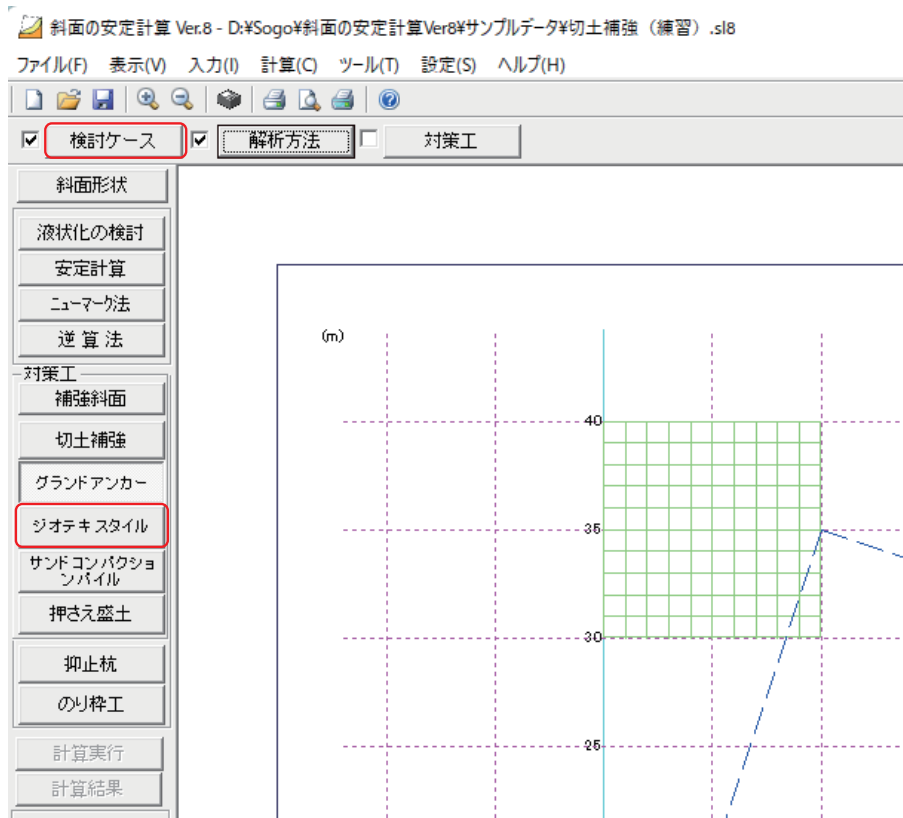 斜面の安定計算 Ver.8 - D:¥Sogo¥斜面の安定計算Ver8¥サンプルデータ¥切土補強（練習）.sl8
ファイル(F) 表示(V) 入力(I) 計算(C) ツール(T) 設定(S) ヘルプ(H)
検討ケース 解析方法 対策工
斜面形状
液状化の検討
安定計算
ニューマーク法
逆 算 法
対策工
補強斜面
切土補強
グランドアンカー
ジオテキスタイル
サンドコンパクショ
ンパイル
押さえ盛土
抑止杭
のり枠工
計算実行
計算結果
(m)
40
35
30
25